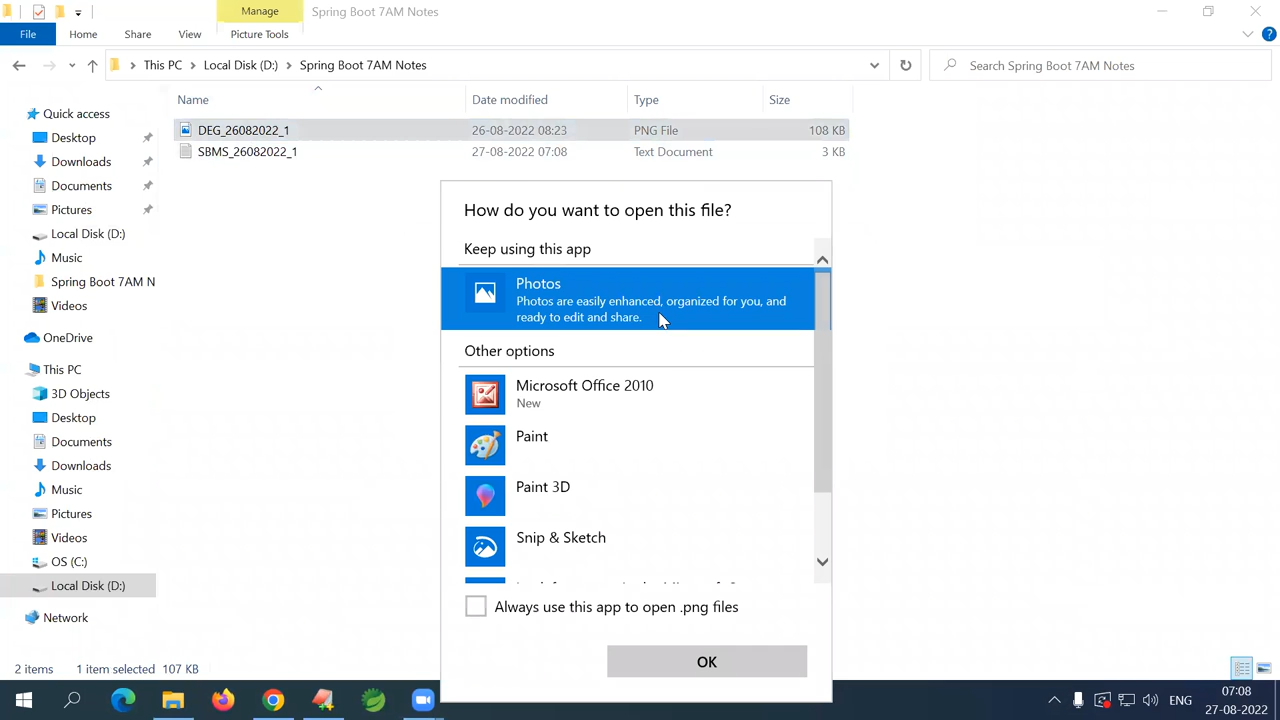 Manage
Spring Boot 7AM Notes
File
Home
Share
View
Picture Tools
This PC
Local Disk (D:)
Spring Boot 7AM Notes
Search Spring Boot 7AM Notes
Name
Date modified
Type
Size
DEG_26082022_1
26-08-2022 08:23
PNG File
108 KB
SBMS_26082022_1
27-08-2022 07:08
Text Document
3 KB
Quick access
Desktop
Downloads
Documents
Pictures
Local Disk (D:)
Music
Spring Boot 7AM N
Videos
OneDrive
This PC
3D Objects
Desktop
Documents
Downloads
Music
Pictures
Videos
OS (C:)
Local Disk (D:)
Network
How do you want to open this file?
Keep using this app
Photos
Photos are easily enhanced, organized for you, and
ready to edit and share.
Other options
Microsoft Office 2010
New
Paint
Paint 3D
Snip & Sketch
Always use this app to open .png files
OK
2 items
1 item selected 107 KB
ENG
07:08
27-08-2022